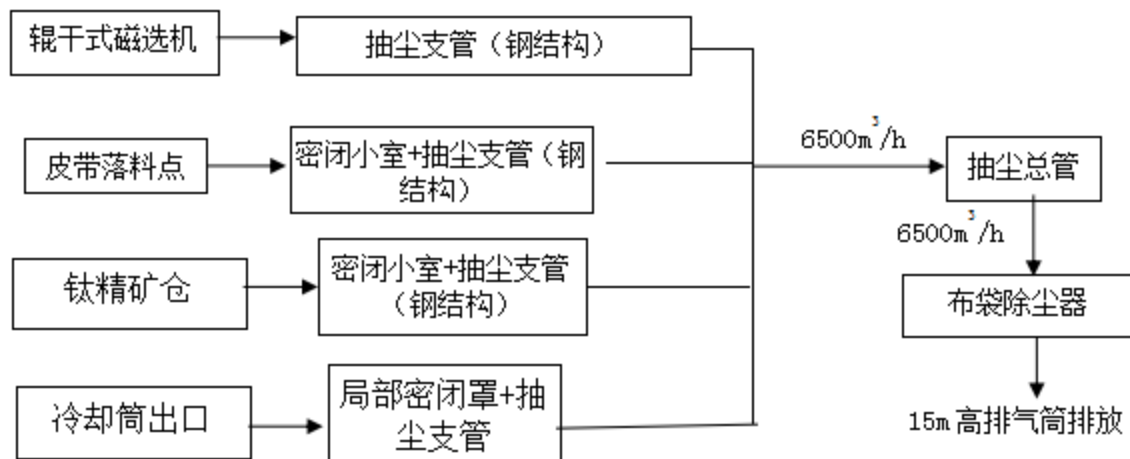 辊干式磁选机
抽尘支管（钢结构）
皮带落料点
密闭小室+抽尘支管（钢
结构）
钛精矿仓
密闭小室+抽尘支管
（钢结构）
冷却筒出口
局部密闭罩+抽
尘支管
6500m³/h
抽尘总管
6500m³/h
布袋除尘器
15m高排气筒排放